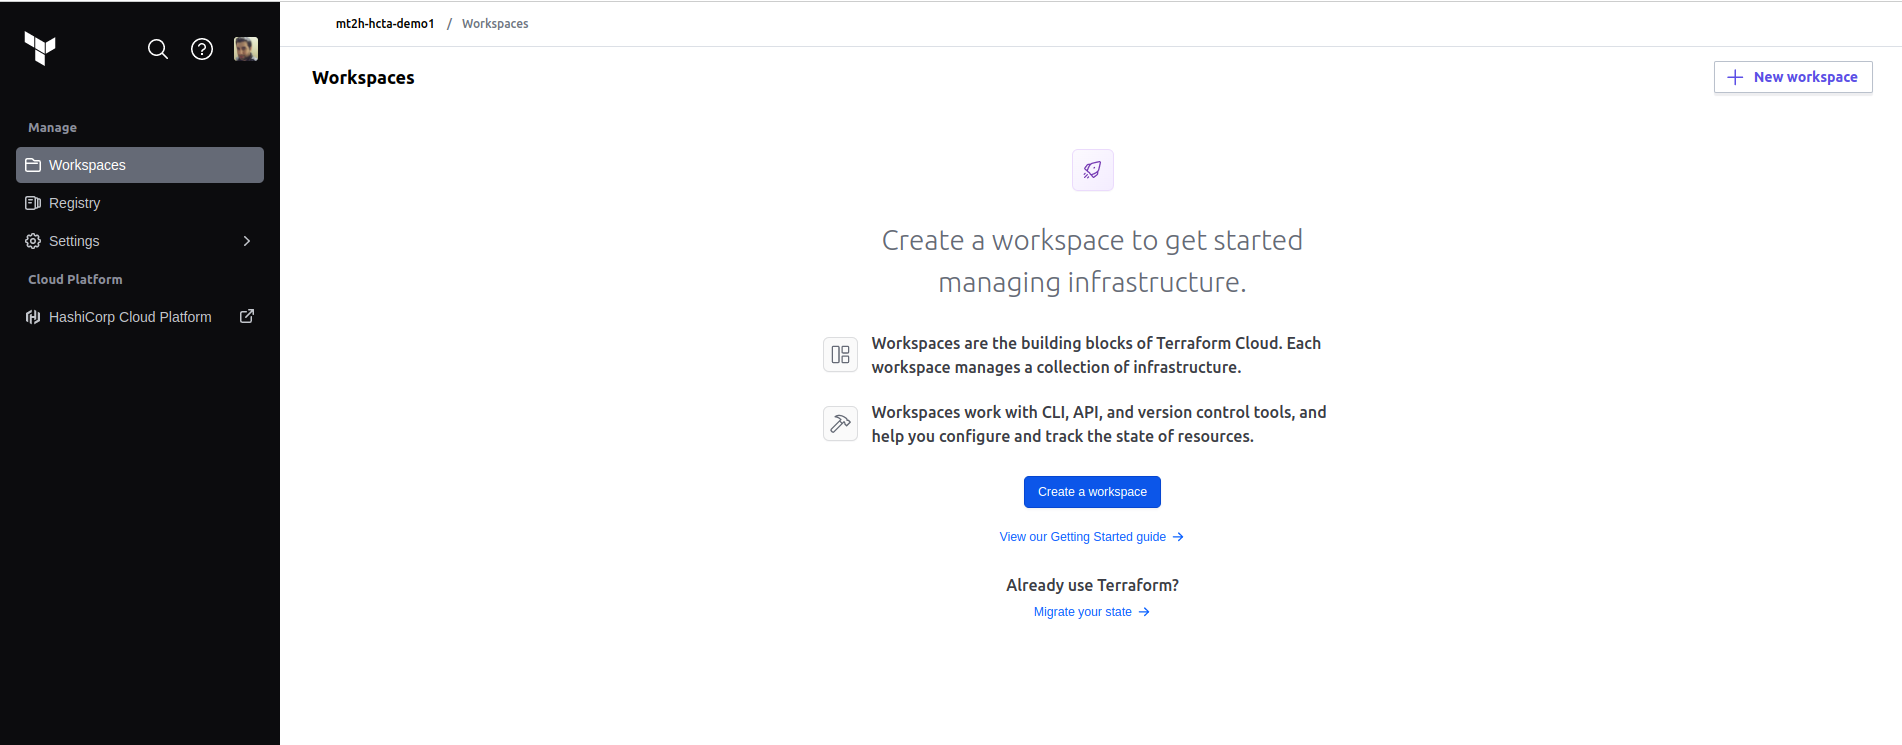 mt2h-hcta-demo1 / Workspaces
Workspaces
New workspace
Manage
Workspaces
Registry
Settings
Cloud Platform
HashiCorp Cloud Platform
Create a workspace to get started
managing infrastructure.
Workspaces are the building blocks of Terraform Cloud. Each
workspace manages a collection of infrastructure.
Workspaces work with CLI, API, and version control tools, and
help you configure and track the state of resources.
Create a workspace
View our Getting Started guide
Already use Terraform?
Migrate your state